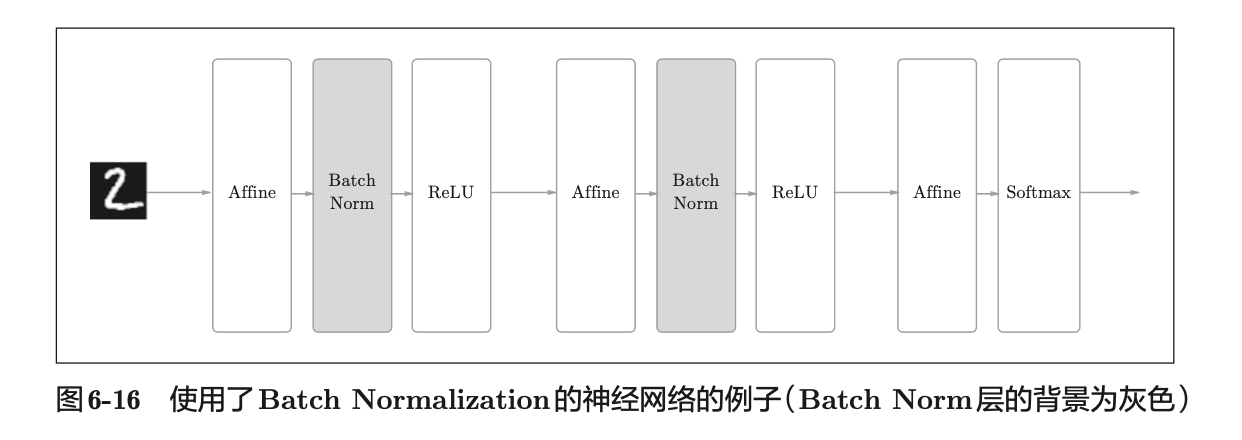 2
Affine
Batch
Norm
ReLU
Affine
Batch
Norm
ReLU
Affine
Softmax
图6-16 使用了Batch Normalization的神经网络的例子（Batch Norm层的背景为灰色）